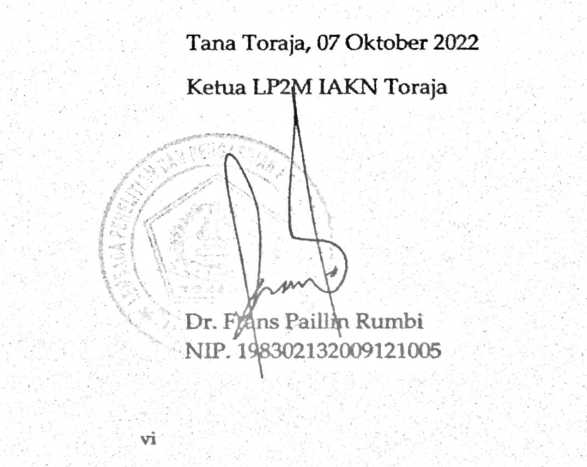 Tana Toraja, 07 Oktober 2022
Ketua LP2M IAKN Toraja
Dr. Frans Paillin Rumbi
NIP. 198302132009121005
vi